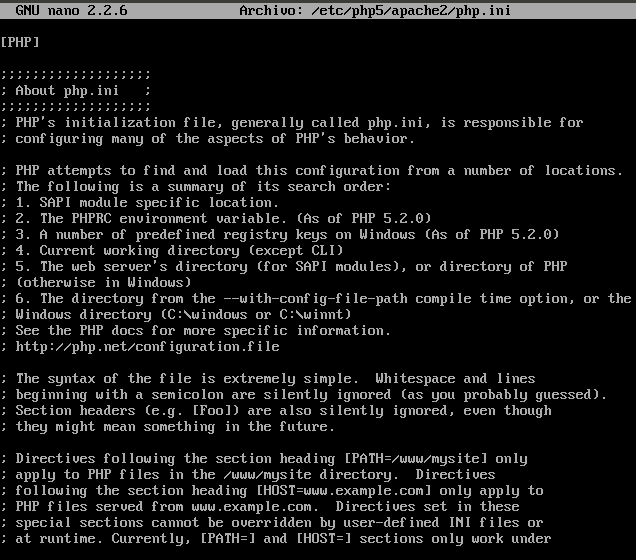 GNU nano 2.2.6 Archivo: /etc/php5/apache2/php.ini
[PHP]
;;;;;;;;;;;;;;;;;;;
; About php.ini ;
;;;;;;;;;;;;;;;;;;;
; PHP's initialization file, generally called php.ini, is responsible for
; configuring many of the aspects of PHP's behavior.
; PHP attempts to find and load this configuration from a number of locations.
; The following is a summary of its search order:
; 1. SAPI module specific location.
; 2. The PHPRC environment variable. (As of PHP 5.2.0)
; 3. A number of predefined registry keys on Windows (As of PHP 5.2.0)
; 4. Current working directory (except CLI)
; 5. The web server's directory (for SAPI modules), or directory of PHP
; (otherwise in Windows)
; 6. The directory from the --with-config-file-path compile time option, or the
; Windows directory (C:\windows or C:\winnt)
; See the PHP docs for more specific information.
; http://php.net/configuration.file
; The syntax of the file is extremely simple.  Whitespace and lines
; beginning with a semicolon are silently ignored (as you probably guessed).
; Section headers (e.g. [Foo]) are also silently ignored, even though
; they might mean something in the future.
; Directives following the section heading [PATH=/www/mysite] only
; apply to PHP files in the /www/mysite directory.  Directives
; following the section heading [HOST=www.example.com] only apply to
; PHP files served from www.example.com.  Directives set in these
; special sections cannot be overridden by user-defined INI files or
; at runtime. Currently, [PATH=] and [HOST=] sections only work under